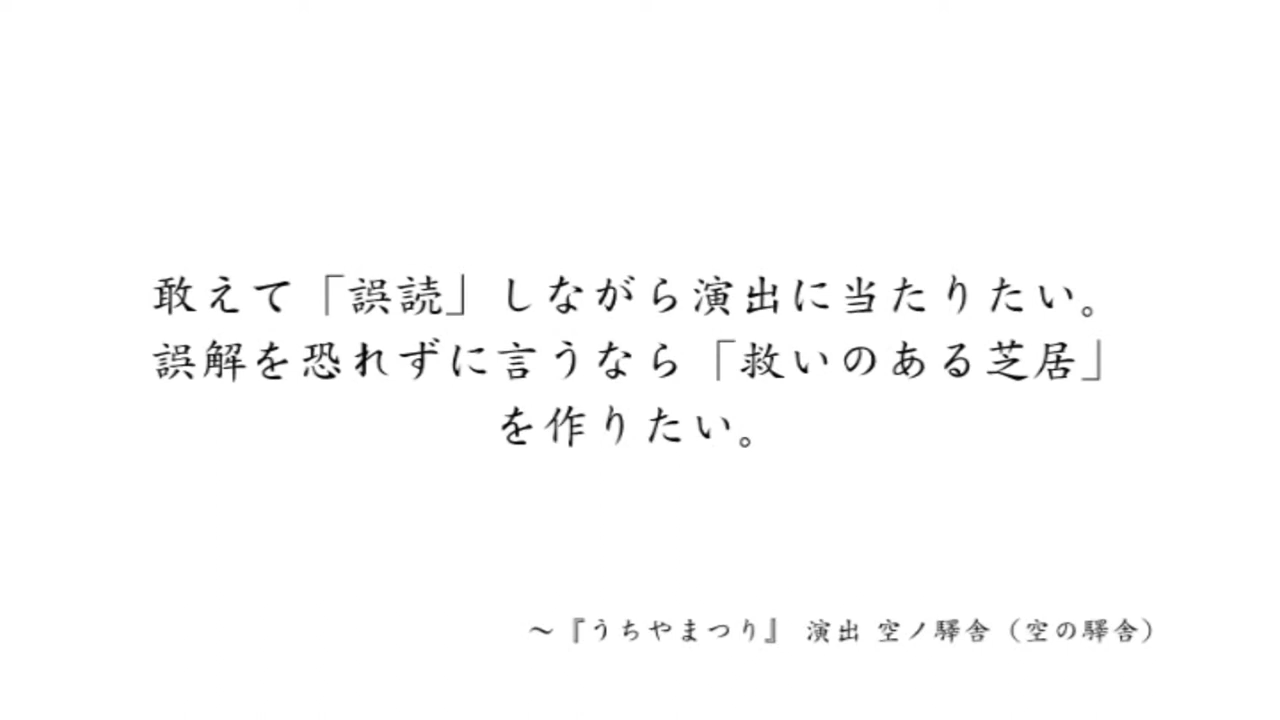 敢えて「誤読」しながら演出に当たりたい。
誤解を恐れずに言うなら「救いのある芝居」
を作りたい。
～『うちやまつり』 演出 空ノ驛舎（空の驛舎）